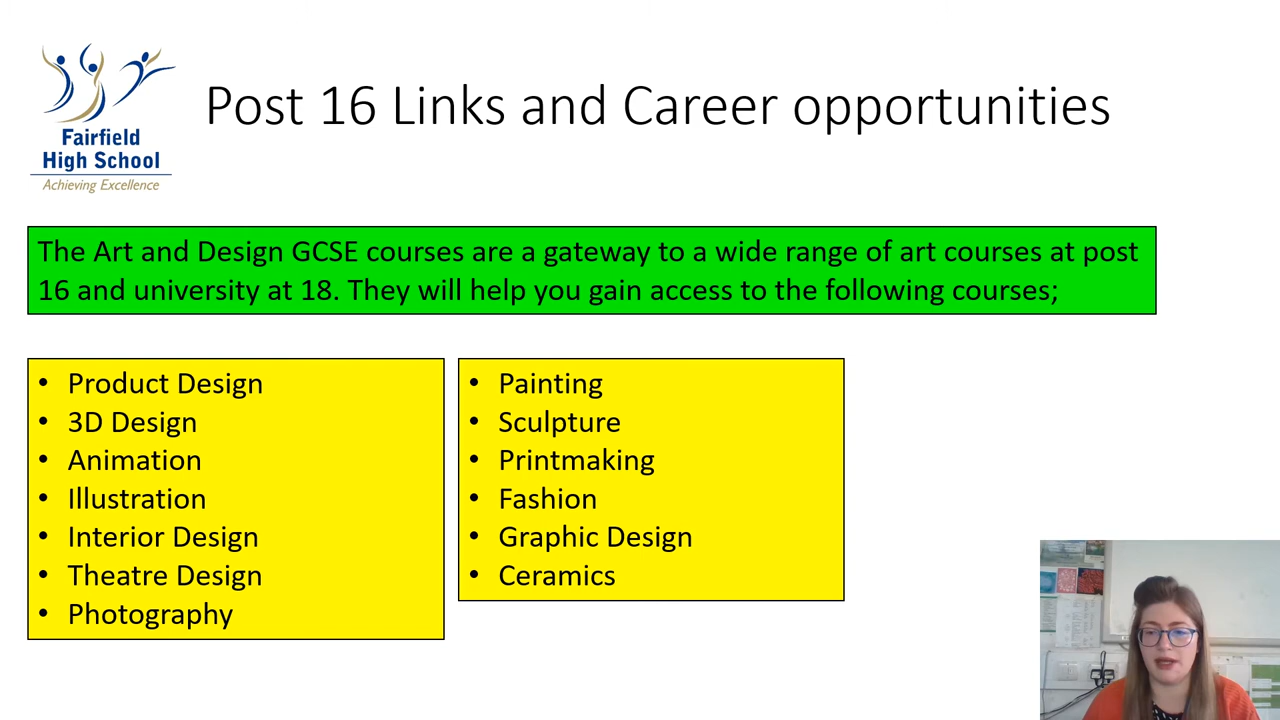 Fairfield
High School
Achieving Excellence
Post 16 Links and Career opportunities
The Art and Design GCSE courses are a gateway to a wide range of art courses at post
16 and university at 18. They will help you gain access to the following courses;
• Product Design
• 3D Design
• Animation
• Illustration
• Interior Design
• Theatre Design
• Photography
• Painting
• Sculpture
• Printmaking
• Fashion
• Graphic Design
• Ceramics